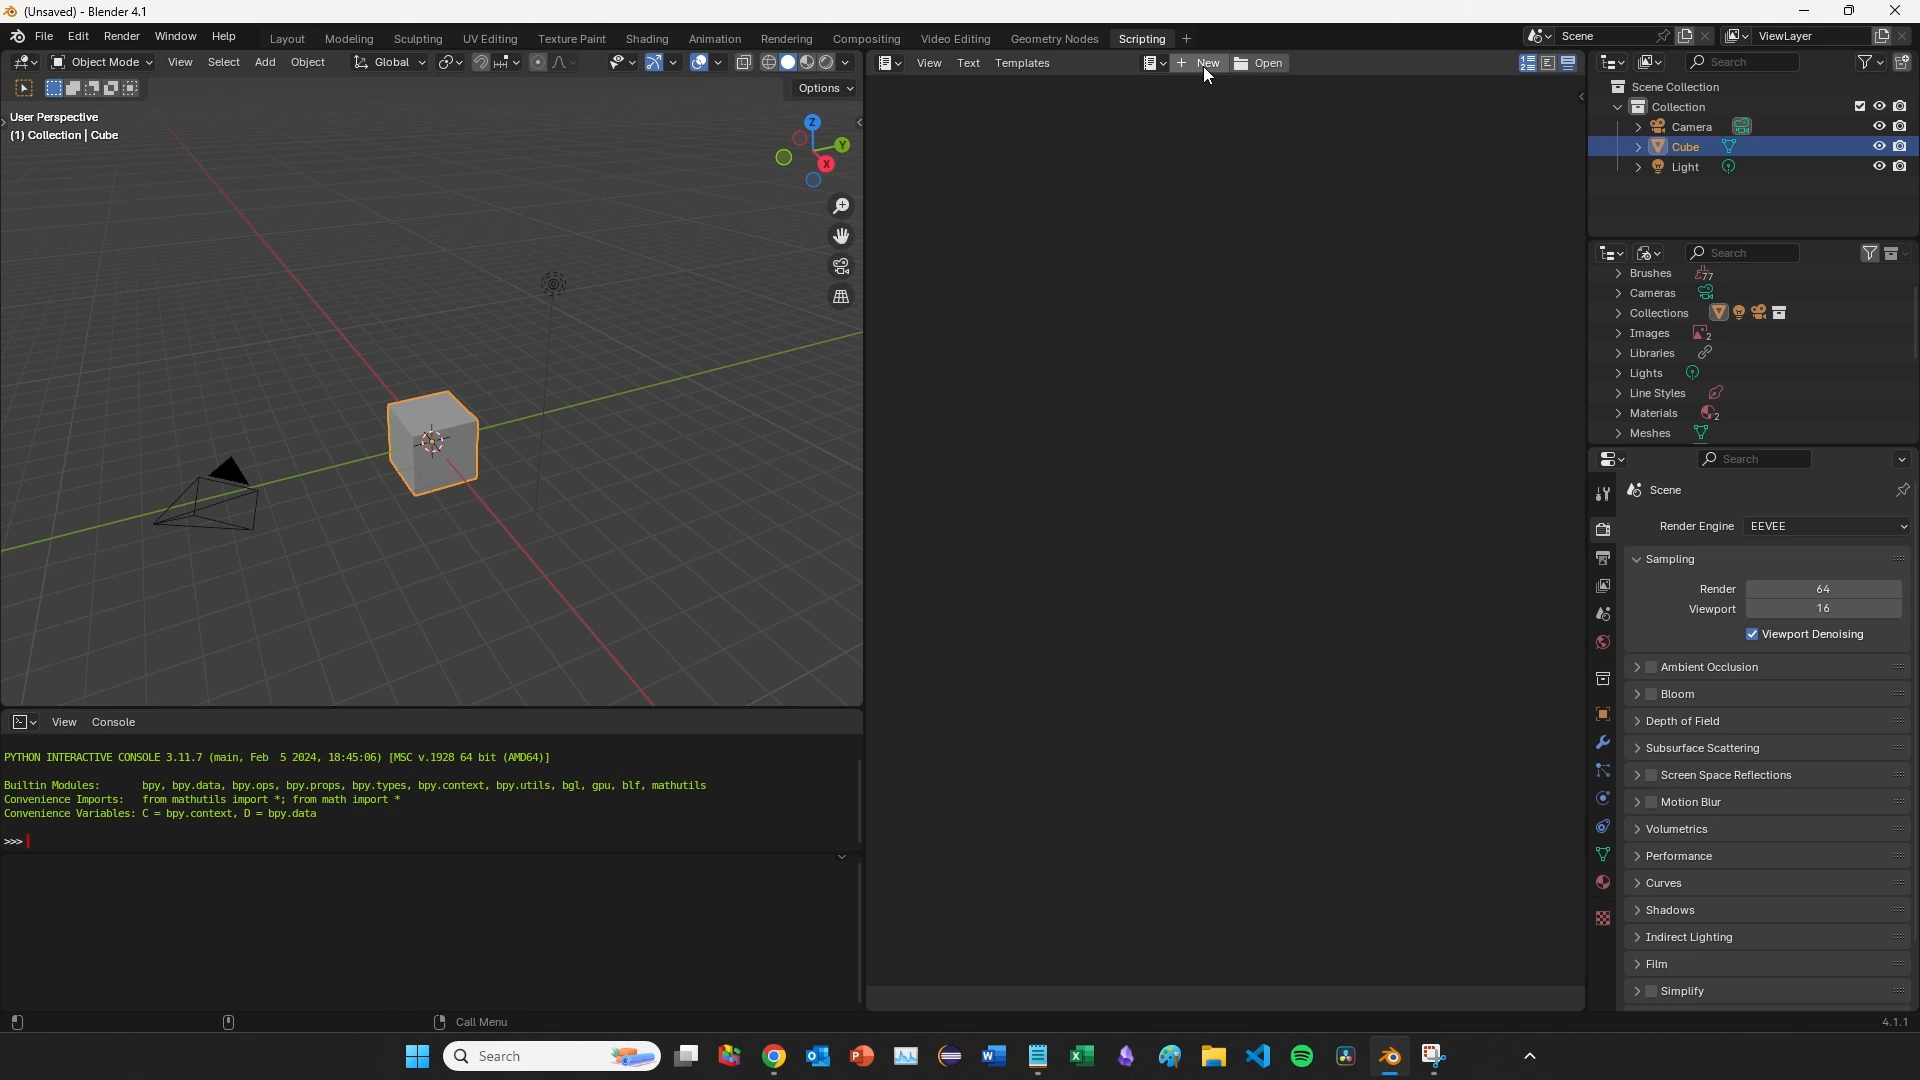 (Unsaved) - Blender 4.1
File Edit Render Window Help
Layout Modeling Sculpting UV Editing Texture Paint Shading Animation Rendering Compositing Video Editing Geometry Nodes Scripting +
Scene
ViewLayer
Object Mode View Select Add Object
Global
View Text Templates
+ New
Open
Search
Options
User Perspective
(1) Collection | Cube
Z
Y
X
Scene Collection
Collection
Camera
Cube
Light
Search
Brushes 77
Cameras
Collections
Images 2
Libraries
Lights
Line Styles
Materials 2
Meshes
Search
Scene
Render Engine EEVEE
Sampling
Render 64
Viewport 16
Viewport Denoising
Ambient Occlusion
Bloom
Depth of Field
Subsurface Scattering
Screen Space Reflections
Motion Blur
Volumetrics
Performance
Curves
Shadows
Indirect Lighting
Film
Simplify
View Console
PYTHON INTERACTIVE CONSOLE 3.11.7 (main, Feb  5 2024, 18:45:06) [MSC v.1928 64 bit (AMD64)]
Builtin Modules:       bpy, bpy.data, bpy.ops, bpy.props, bpy.types, bpy.context, bpy.utils, bgl, gpu, blf, mathutils
Convenience Imports:   from mathutils import *; from math import *
Convenience Variables: C = bpy.context, D = bpy.data
>>>
Call Menu
4.1.1
Search